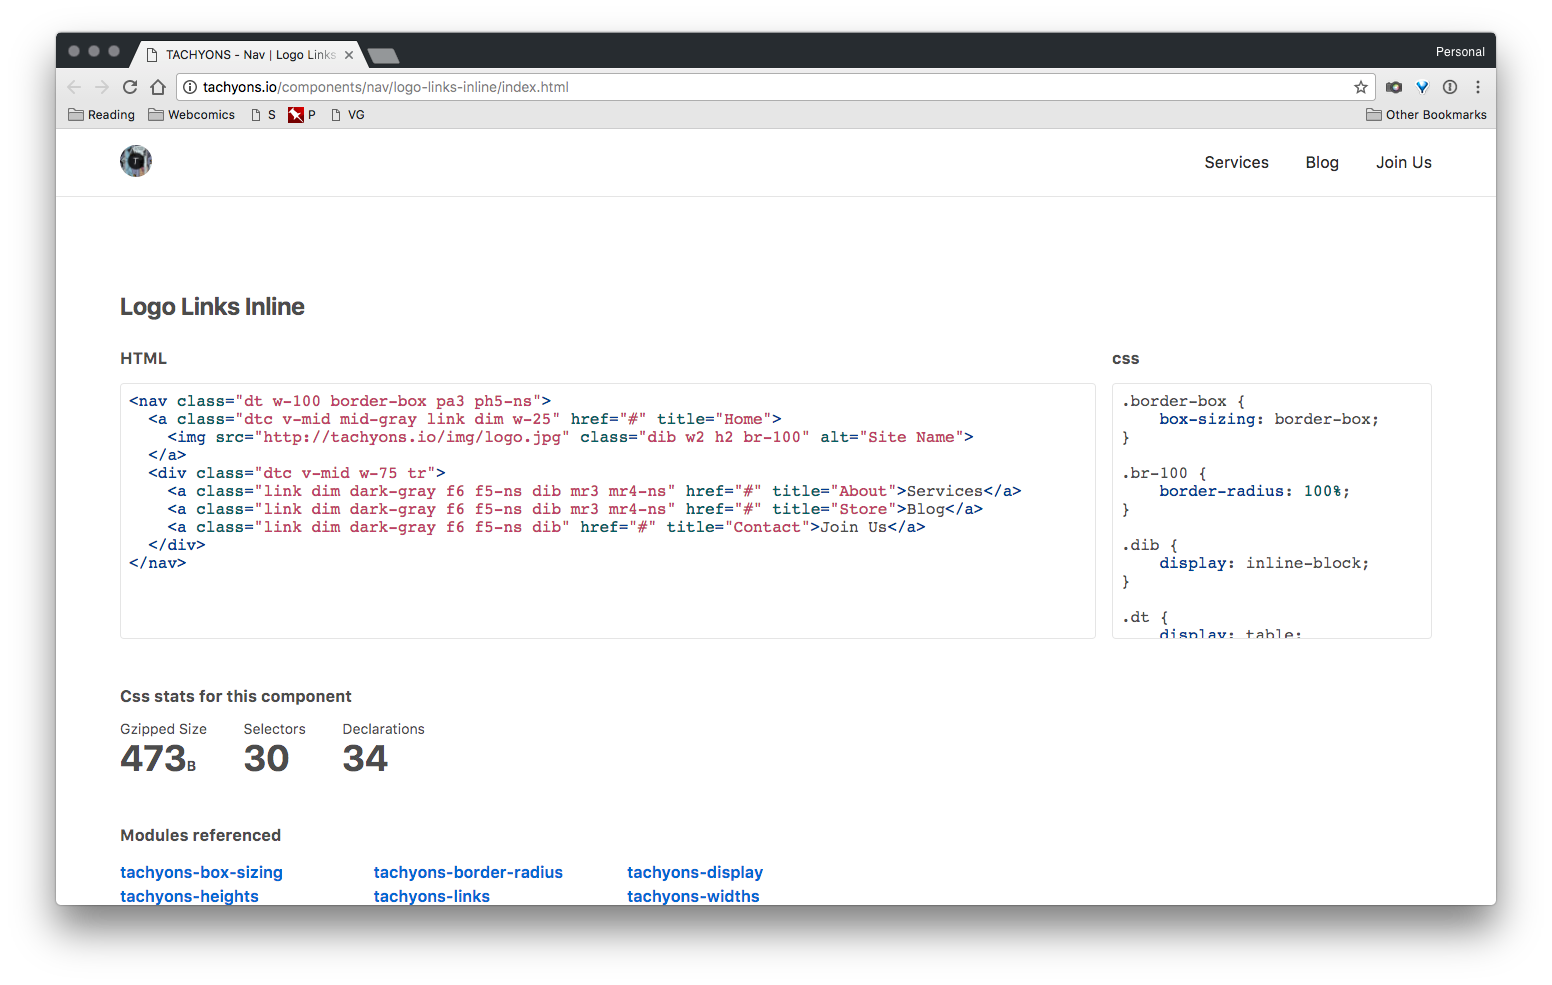 TACHYONS - Nav | Logo Links
Personal
tachyons.io/components/nav/logo-links-inline/index.html
Reading Webcomics S P VG Other Bookmarks
T
Services Blog Join Us
Logo Links Inline
HTML
<nav class="dt w-100 border-box pa3 ph5-ns">
  <a class="dtc v-mid mid-gray link dim w-25" href="#" title="Home">
    <img src="http://tachyons.io/img/logo.jpg" class="dib w2 h2 br-100" alt="Site Name">
  </a>
  <div class="dtc v-mid w-75 tr">
    <a class="link dim dark-gray f6 f5-ns dib mr3 mr4-ns" href="#" title="About">Services</a>
    <a class="link dim dark-gray f6 f5-ns dib mr3 mr4-ns" href="#" title="Store">Blog</a>
    <a class="link dim dark-gray f6 f5-ns dib" href="#" title="Contact">Join Us</a>
  </div>
</nav>
css
.border-box {
    box-sizing: border-box;
}
.br-100 {
    border-radius: 100%;
}
.dib {
    display: inline-block;
}
.dt {
    display: table;
Css stats for this component
Gzipped Size Selectors Declarations
473B 30 34
Modules referenced
tachyons-box-sizing tachyons-border-radius tachyons-display
tachyons-heights tachyons-links tachyons-widths